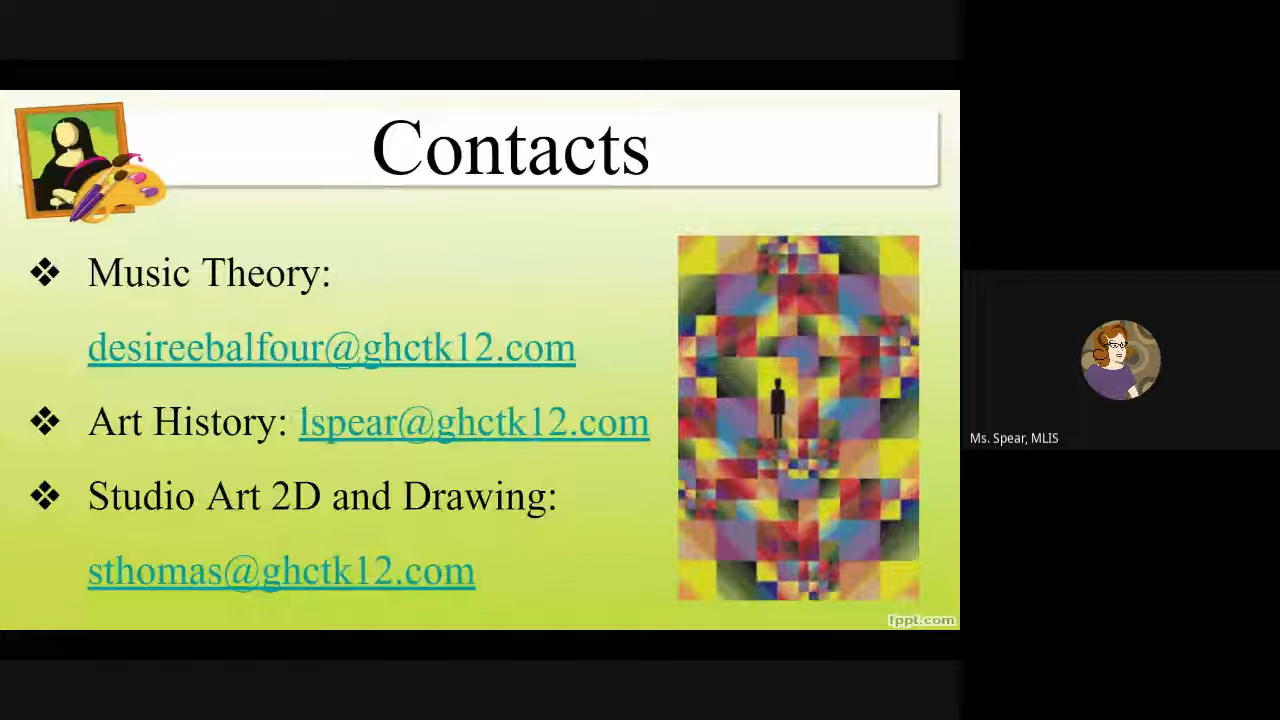 Contacts
❖ Music Theory:
desireebalfour@ghctk12.com
❖ Art History: lspear@ghctk12.com
❖ Studio Art 2D and Drawing:
sthomas@ghctk12.com
fppt.com
Ms. Spear, MLIS